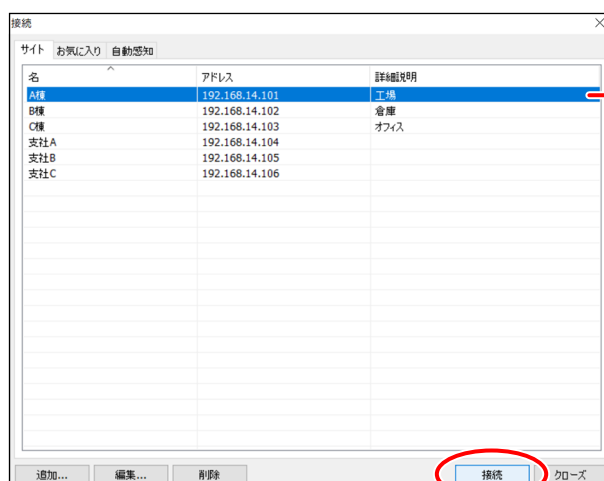 接続
サイト お気に入り 自動感知
名 アドレス 詳細説明
A棟 192.168.14.101 工場
B棟 192.168.14.102 倉庫
C棟 192.168.14.103 オフィス
支社A 192.168.14.104
支社B 192.168.14.105
支社C 192.168.14.106
追加... 編集... 削除 接続 クローズ